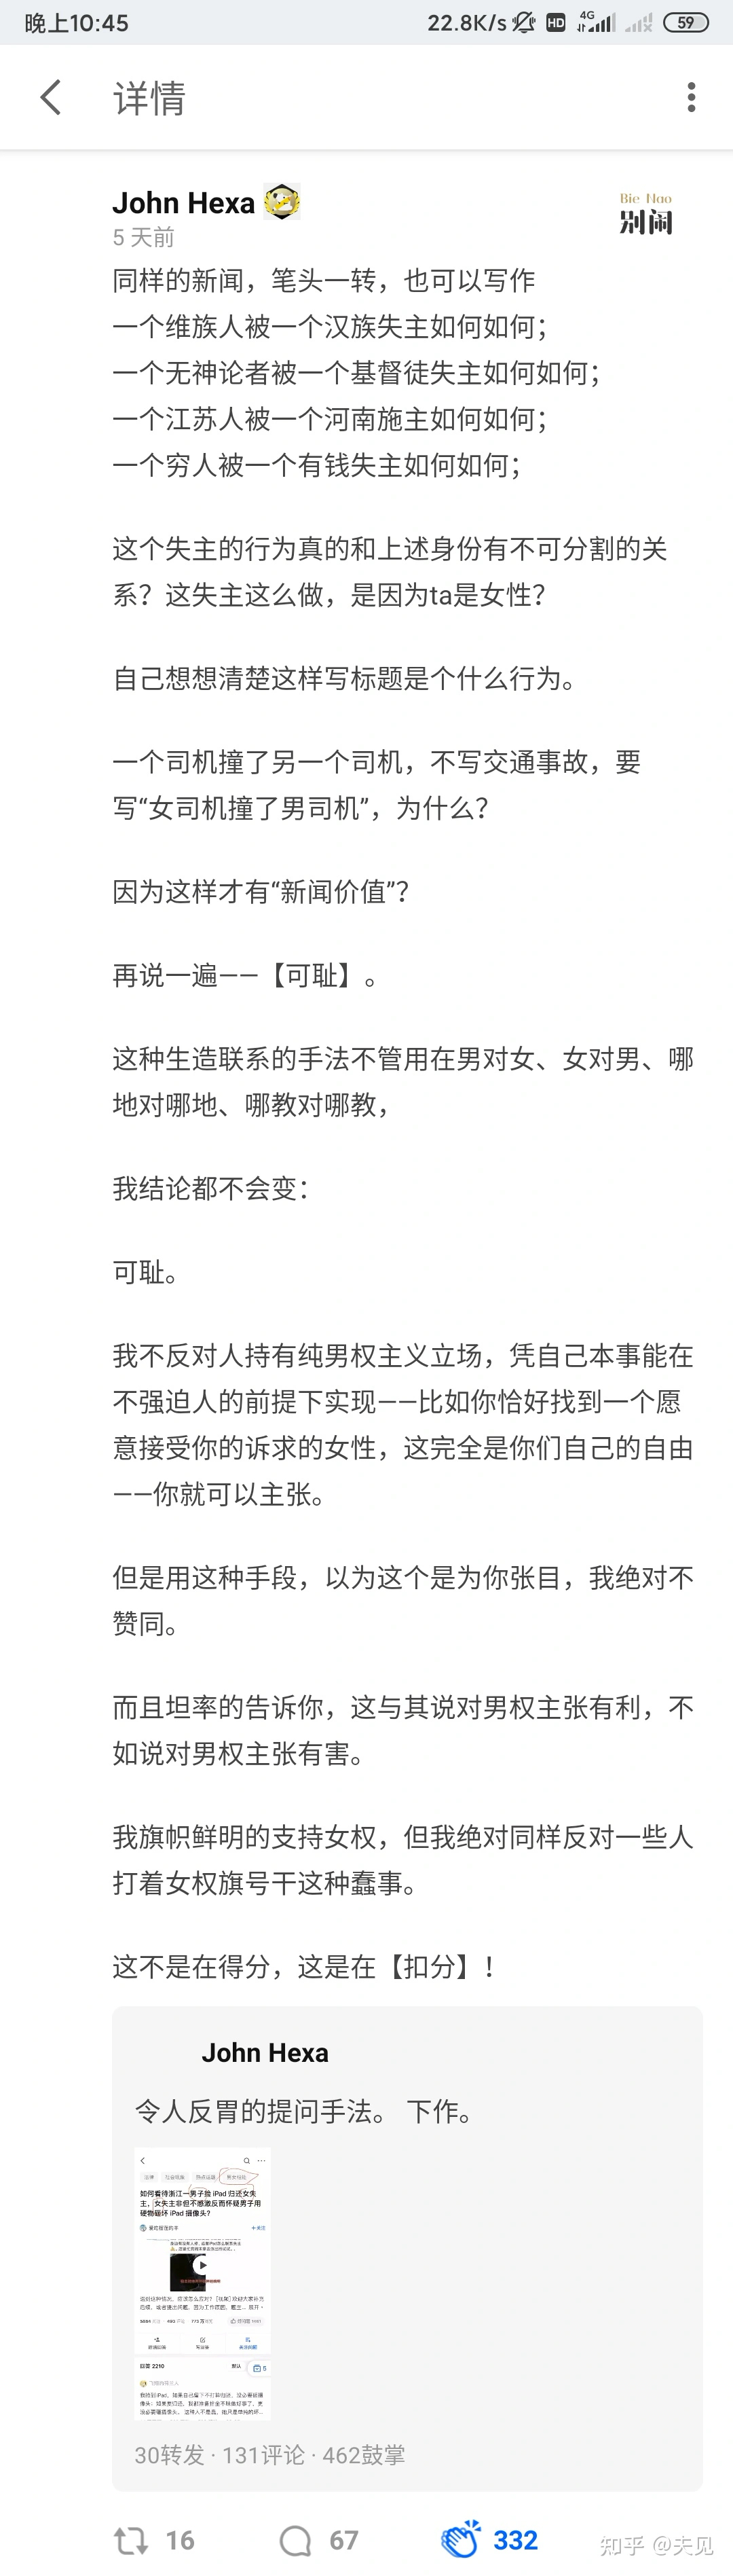 晚上10:45
22.8K/s HD 4G 59
详情
John Hexa
5 天前
Bie Nao
别闹
同样的新闻，笔头一转，也可以写作
一个维族人被一个汉族失主如何如何；
一个无神论者被一个基督徒失主如何如何；
一个江苏人被一个河南施主如何如何；
一个穷人被一个有钱失主如何如何；
这个失主的行为真的和上述身份有不可分割的关
系？这失主这么做，是因为ta是女性？
自己想想清楚这样写标题是个什么行为。
一个司机撞了另一个司机，不写交通事故，要
写“女司机撞了男司机”，为什么？
因为这样才有“新闻价值”？
再说一遍——【可耻】。
这种生造联系的手法不管用在男对女、女对男、哪
地对哪地、哪教对哪教，
我结论都不会变：
可耻。
我不反对人持有纯男权主义立场，凭自己本事能在
不强迫人的前提下实现——比如你恰好找到一个愿
意接受你的诉求的女性，这完全是你们自己的自由
——你就可以主张。
但是用这种手段，以为这个是为你张目，我绝对不
赞同。
而且坦率的告诉你，这与其说对男权主张有利，不
如说对男权主张有害。
我旗帜鲜明的支持女权，但我绝对同样反对一些人
打着女权旗号干这种蠢事。
这不是在得分，这是在【扣分】！
John Hexa
令人反胃的提问手法。 下作。
如何看待浙江一男子捡 iPad 归还女失
主，女失主非但不感激反而怀疑男子用
硬物砸坏 iPad 摄像头？
回答 2210
默认
30转发 · 131评论 · 462鼓掌
16
67
332
知乎 @夫见